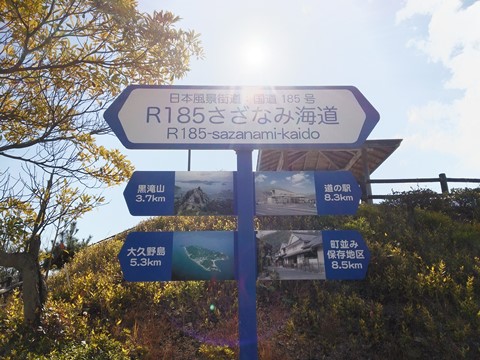 日本風景街道 国道185号
R185さざなみ海道
R185-sazanami-kaido
黒滝山
3.7km
道の駅
8.3km
大久野島
5.3km
町並み
保存地区
8.5km